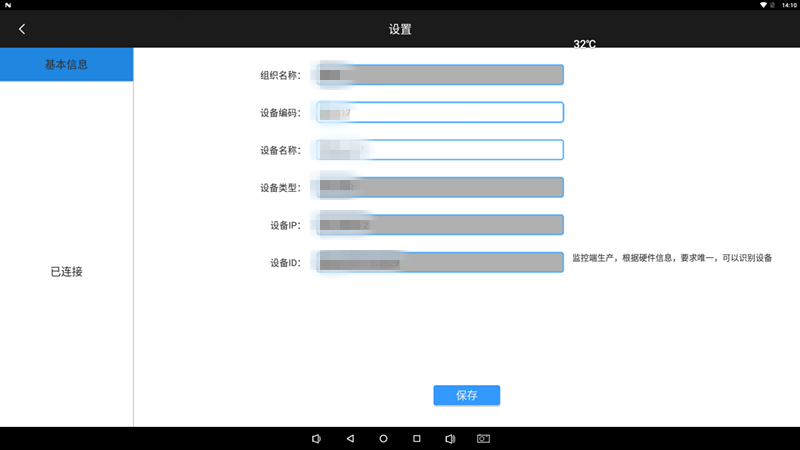 14:10
设置
32℃
基本信息
组织名称：
设备编码：
设备名称：
设备类型：
设备IP：
设备ID：
监控端生产，根据硬件信息，要求唯一，可以识别设备
已连接
保存